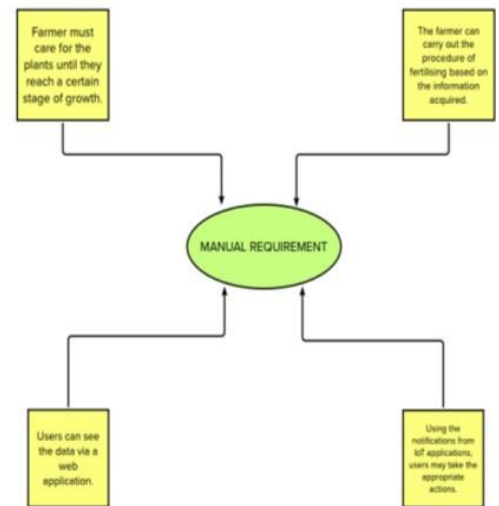 Farmer must
care for the
plants until they
reach a certain
stage of growth.
The farmer can
carry out the
procedure of
fertilising based on
the information
acquired.
MANUAL REQUIREMENT
Users can see
the data via a
web
application.
Using the
notifications from
IoT applications,
users may take the
appropriate
actions.